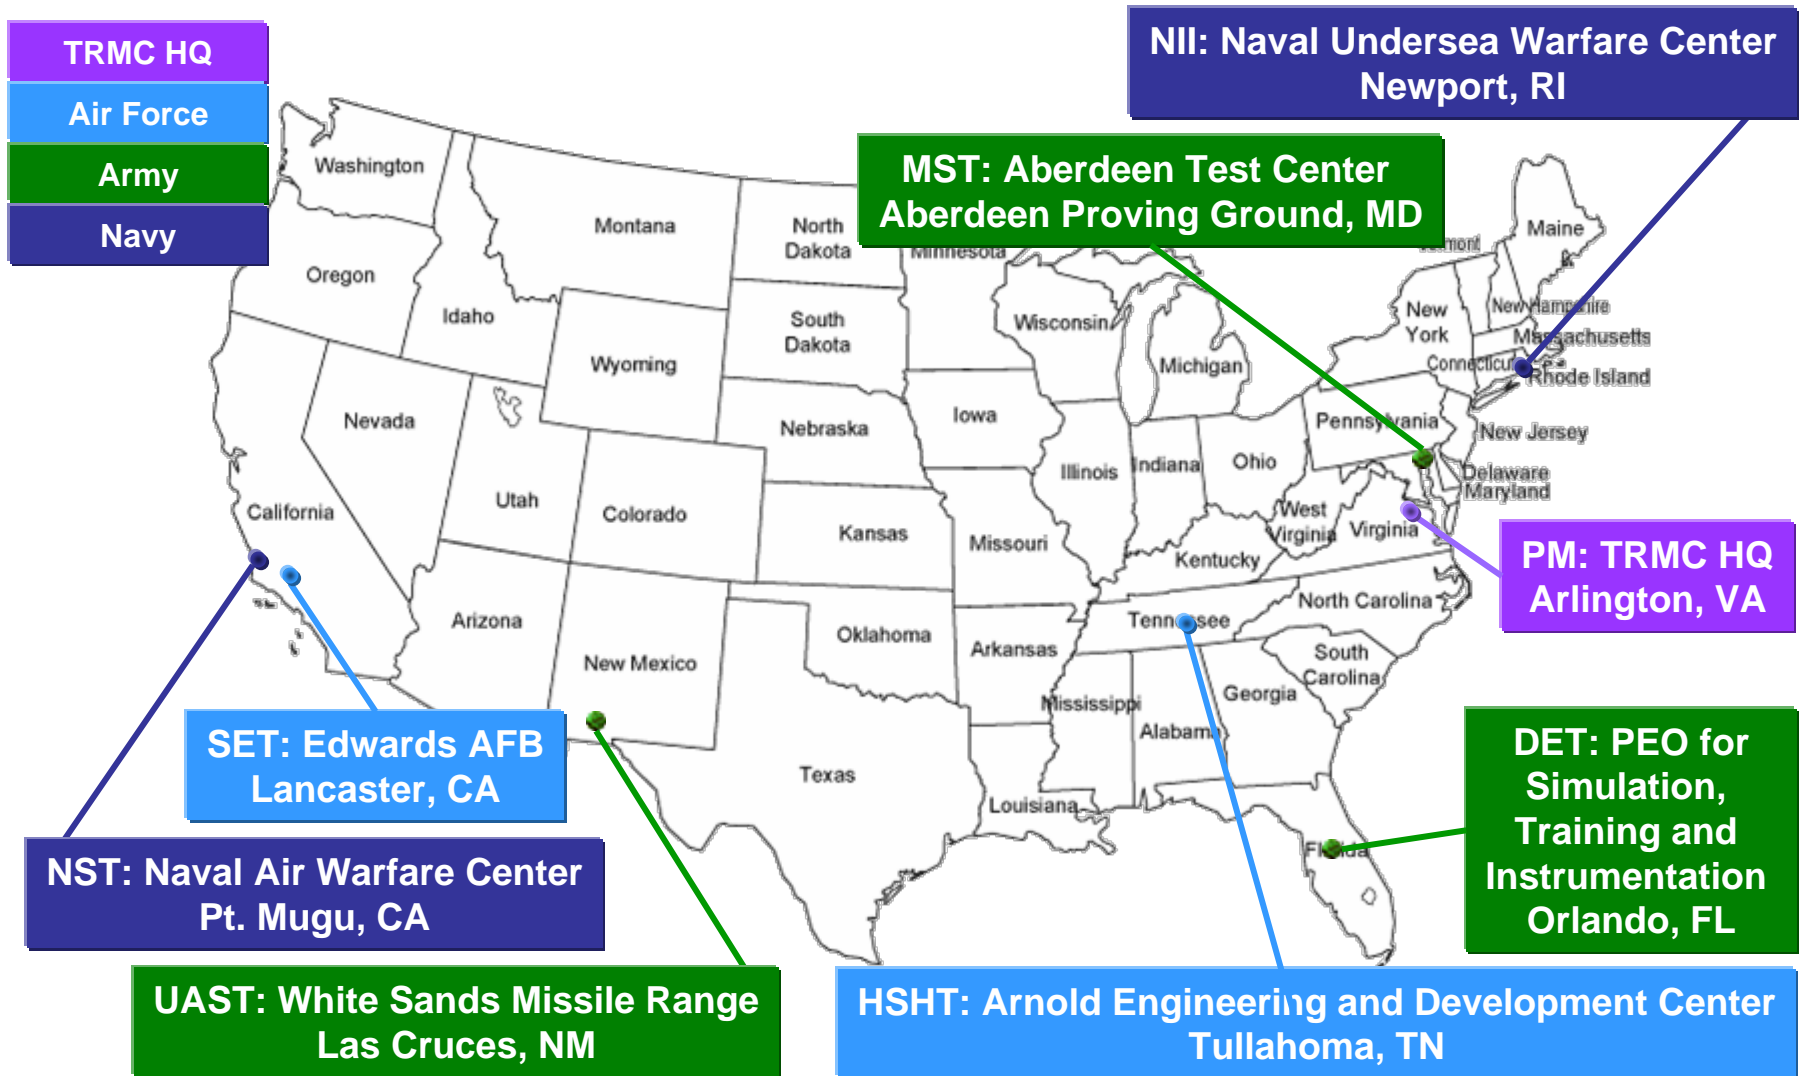 TRMC HQ
Air Force
Army
Navy
NII: Naval Undersea Warfare Center
Newport, RI
MST: Aberdeen Test Center
Aberdeen Proving Ground, MD
Washington
Montana
North
Dakota
Minnesota
Maine
Oregon
Idaho
South
Dakota
Wisconsin
New
York
New Hampshire
Massachusetts
Wyoming
Michigan
Connecticut
Rhode Island
Nevada
Nebraska
Iowa
Pennsylvania
New Jersey
Illinois
Indiana
Ohio
Delaware
Maryland
California
Utah
Colorado
Kansas
Missouri
West
Virginia
Virginia
Kentucky
PM: TRMC HQ
Arlington, VA
Arizona
Oklahoma
Arkansas
Tennessee
North Carolina
New Mexico
Mississippi
Alabama
Georgia
South
Carolina
Texas
Louisiana
Florida
SET: Edwards AFB
Lancaster, CA
DET: PEO for
Simulation,
Training and
Instrumentation
Orlando, FL
NST: Naval Air Warfare Center
Pt. Mugu, CA
UAST: White Sands Missile Range
Las Cruces, NM
HSHT: Arnold Engineering and Development Center
Tullahoma, TN